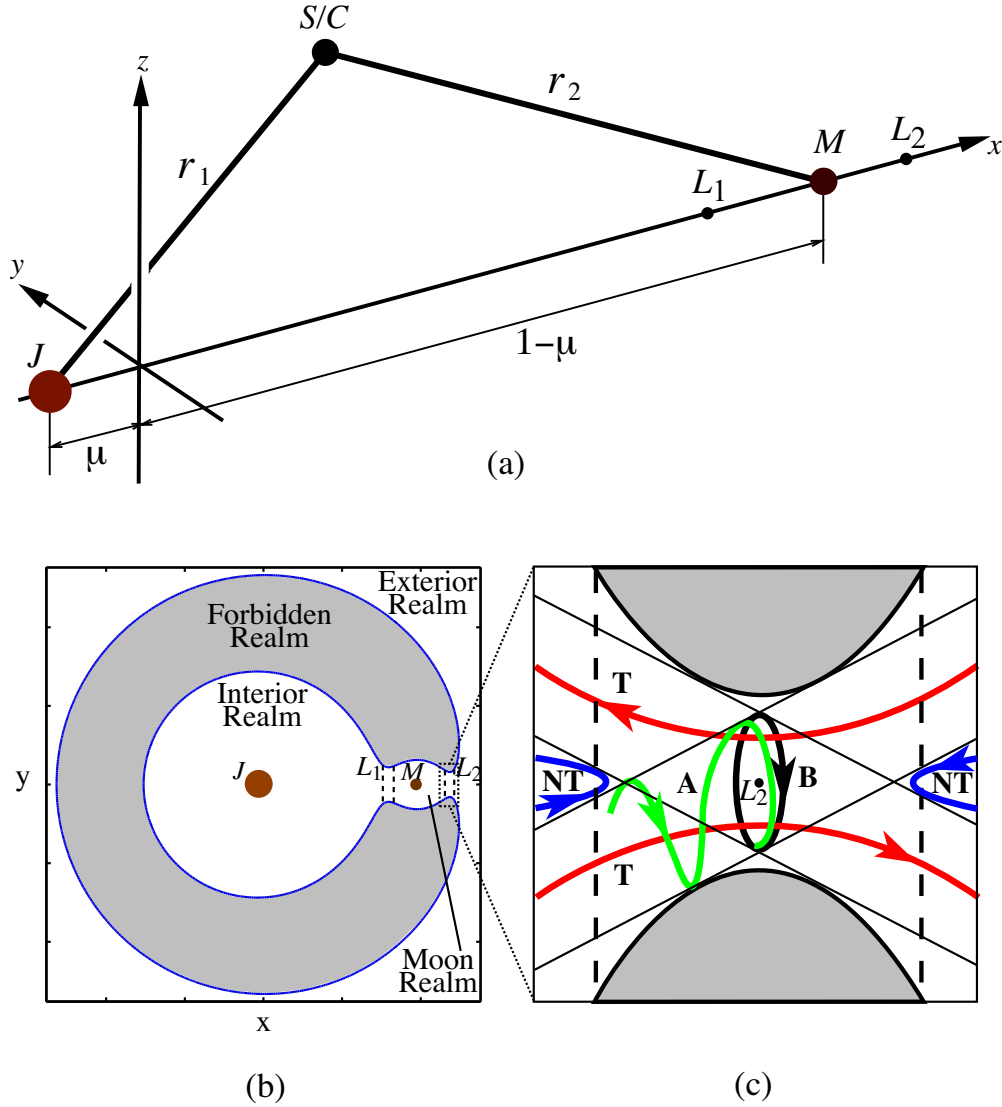 S/C
z
r2
M
L2
x
r1
L1
y
J
1−μ
μ
(a)
Exterior
Realm
Forbidden
Realm
Interior
Realm
J
L1
M
L2
y
Moon
Realm
x
(b)
T
NT
A
L2
B
NT
T
(c)